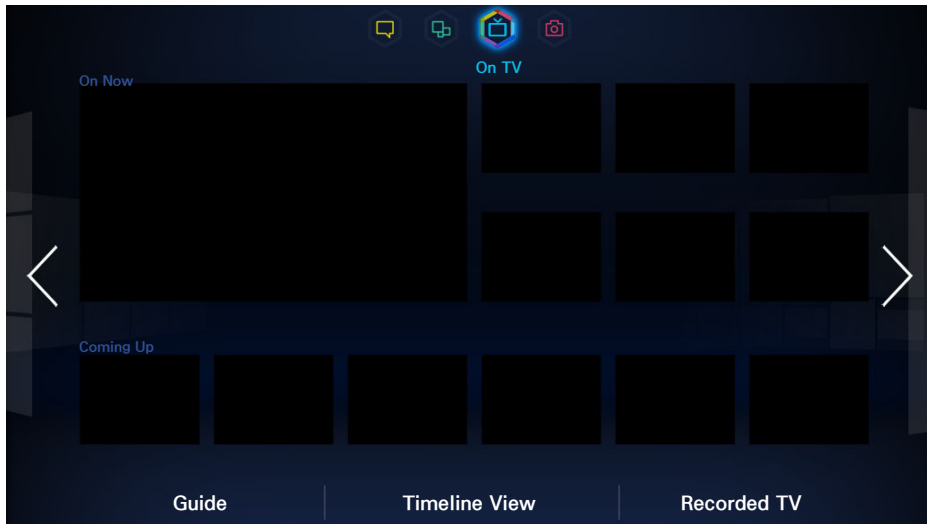 On TV
On Now
Coming Up
Guide
Timeline View
Recorded TV